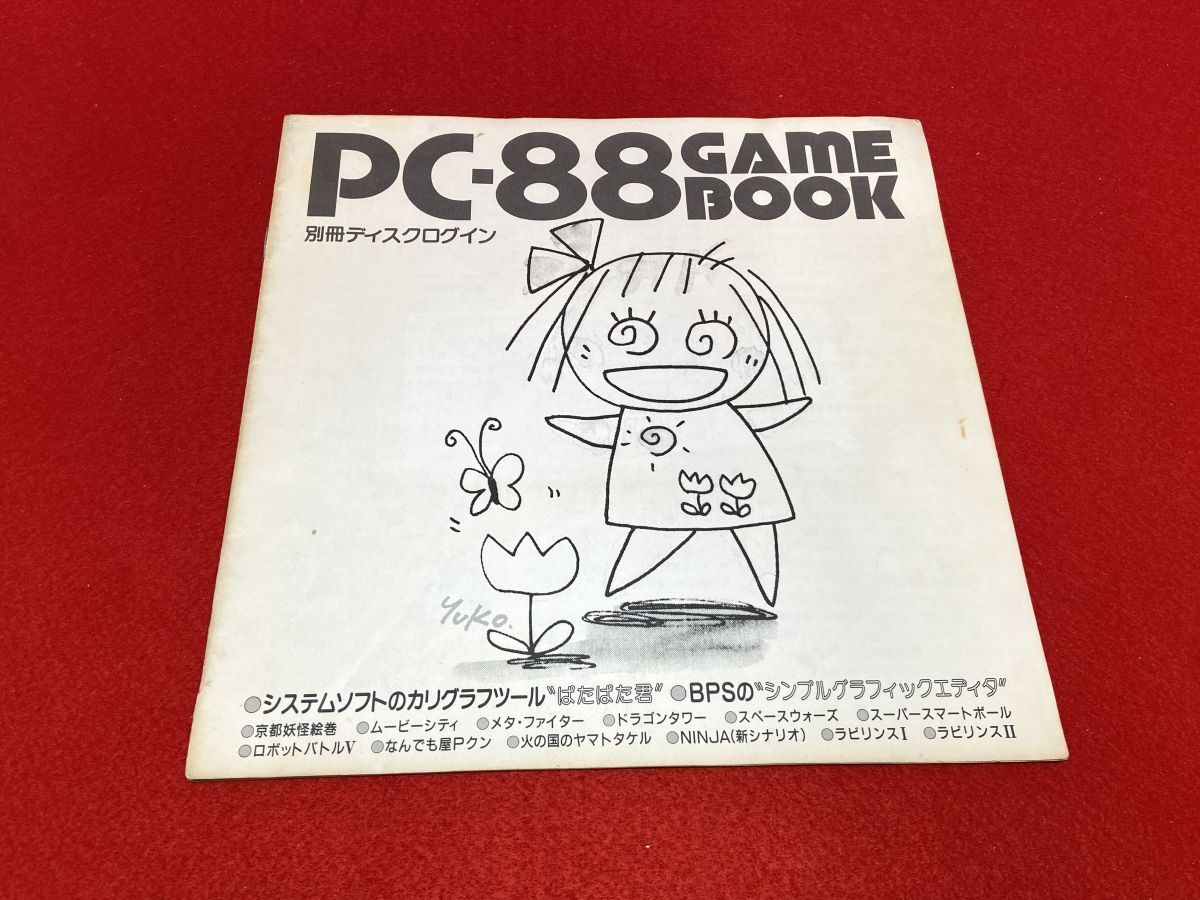 PC-88 GAME BOOK
別冊ディスクログイン
Yuko.
●システムソフトのカリグラフツール“ぱたぱた君” ●BPSの“シンプルグラフィックエディタ”
●京都妖怪絵巻 ●ムービーシティ ●メタ・ファイター ●ドラゴンタワー ●スペースウォーズ ●スーパースマートボール
●ロボットバトルV ●なんでも屋Pクン ●火の国のヤマトタケル ●NINJA(新シナリオ) ●ラビリンスI ●ラビリンスII